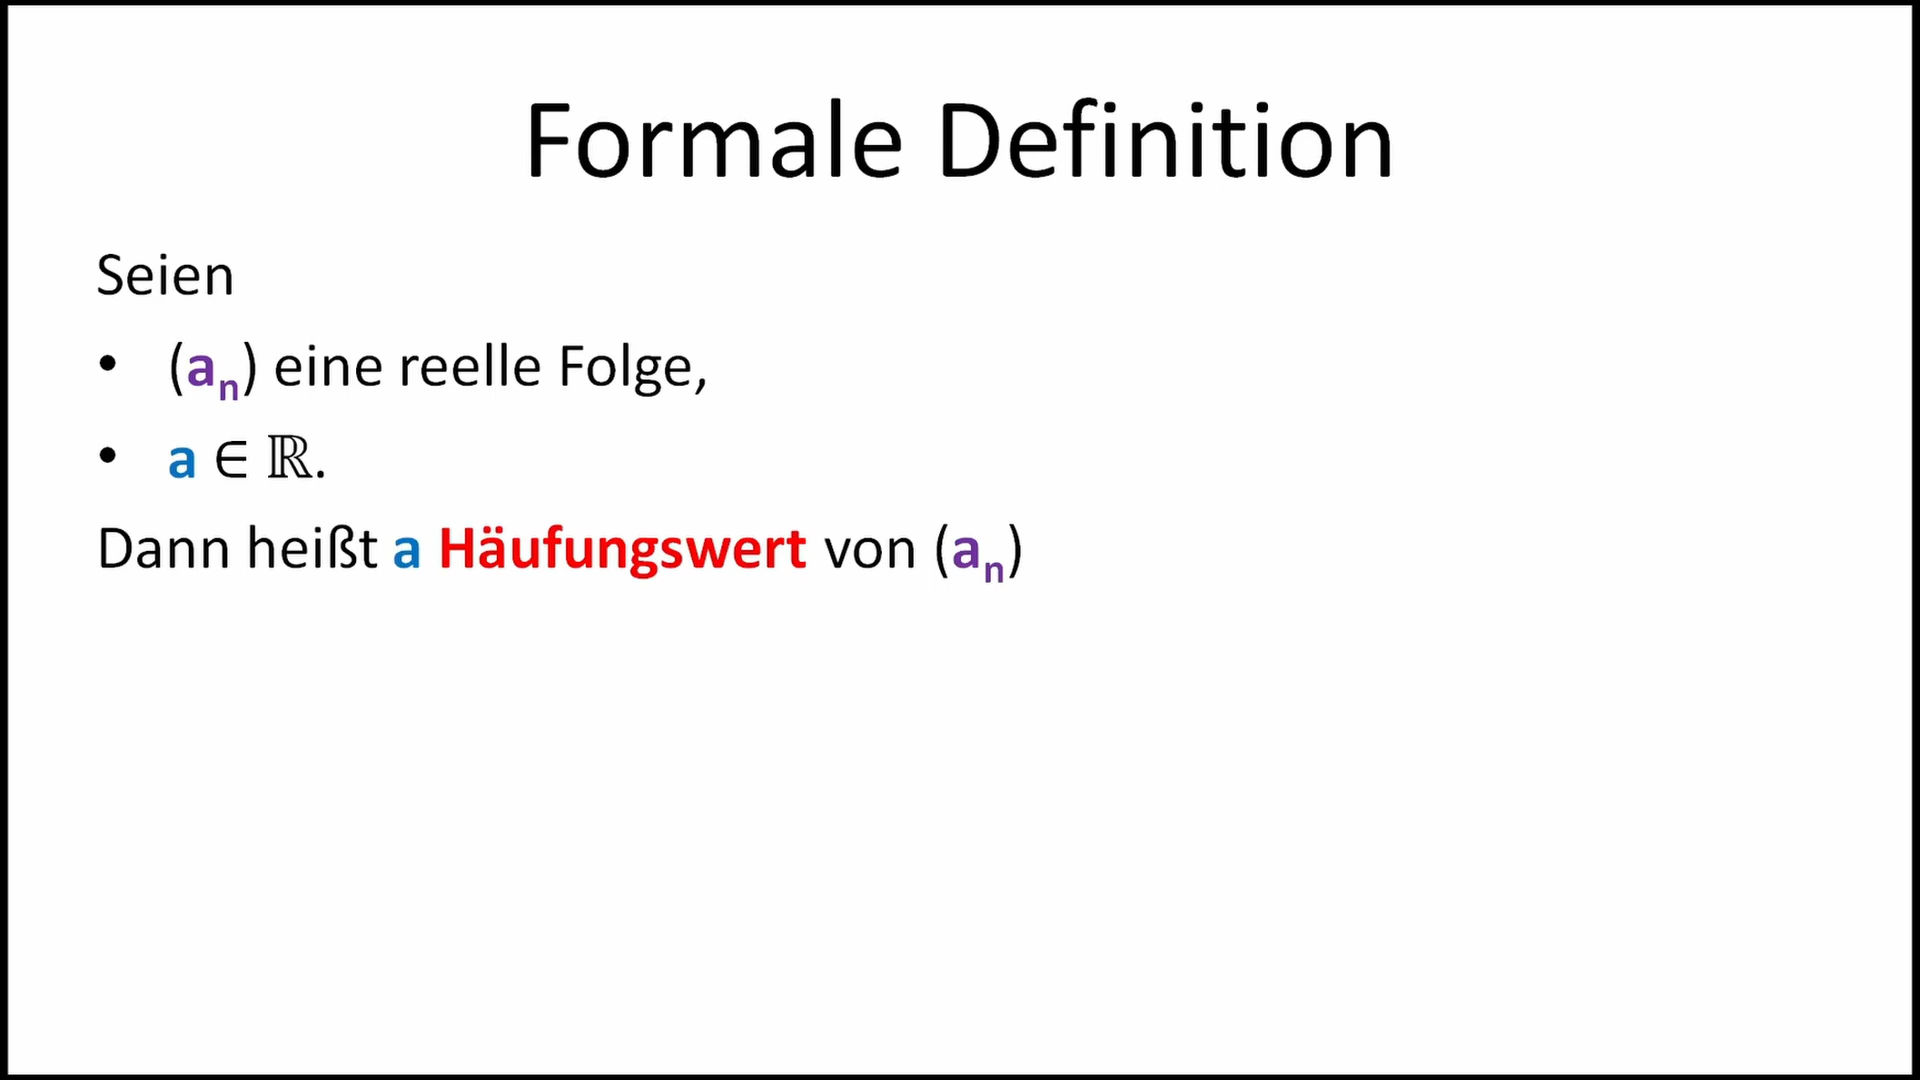 Formale Definition
Seien
• (aₙ) eine reelle Folge,
• a ∈ ℝ.
Dann heißt a Häufungswert von (aₙ)